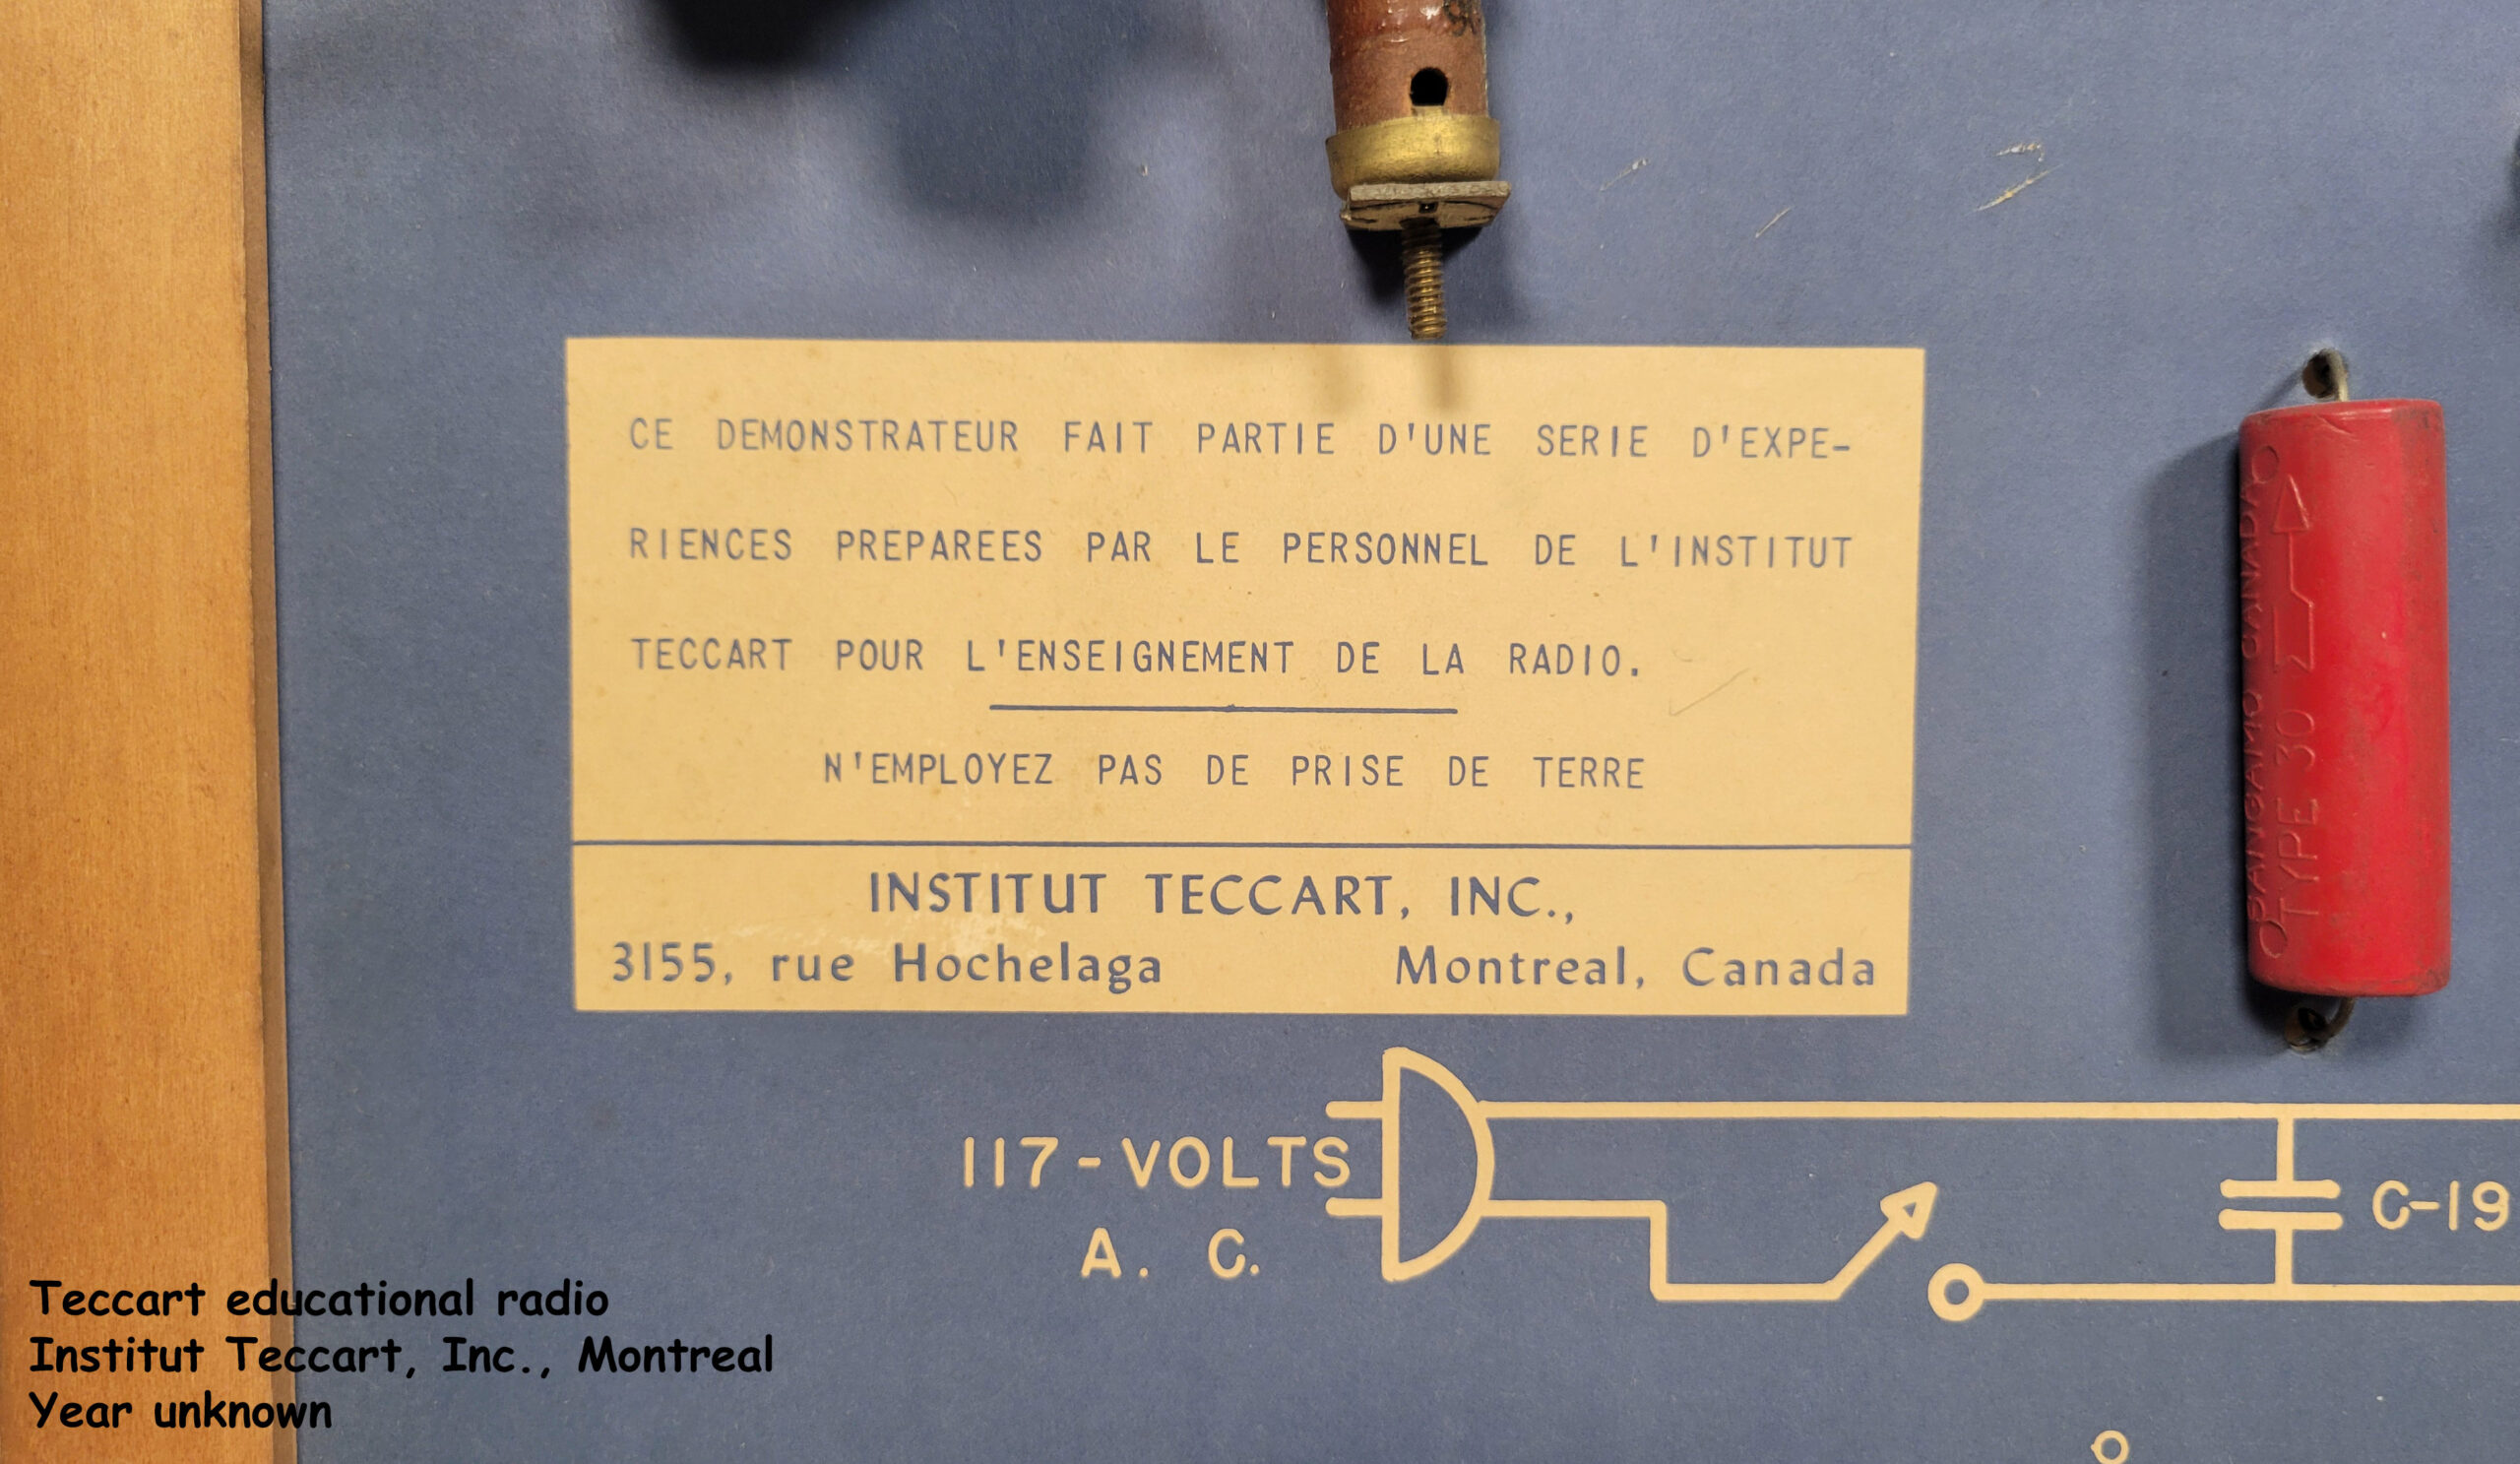 CE DEMONSTRATEUR FAIT PARTIE D'UNE SERIE D'EXPE-
RIENCES PREPAREES PAR LE PERSONNEL DE L'INSTITUT
TECCART POUR L'ENSEIGNEMENT DE LA RADIO.
N'EMPLOYEZ PAS DE PRISE DE TERRE
INSTITUT TECCART, INC.,
3155, rue Hochelaga Montreal, Canada
SANGAMO CANADA
TYPE 30
117-VOLTS
A. C.
C-19
Teccart educational radio
Institut Teccart, Inc., Montreal
Year unknown